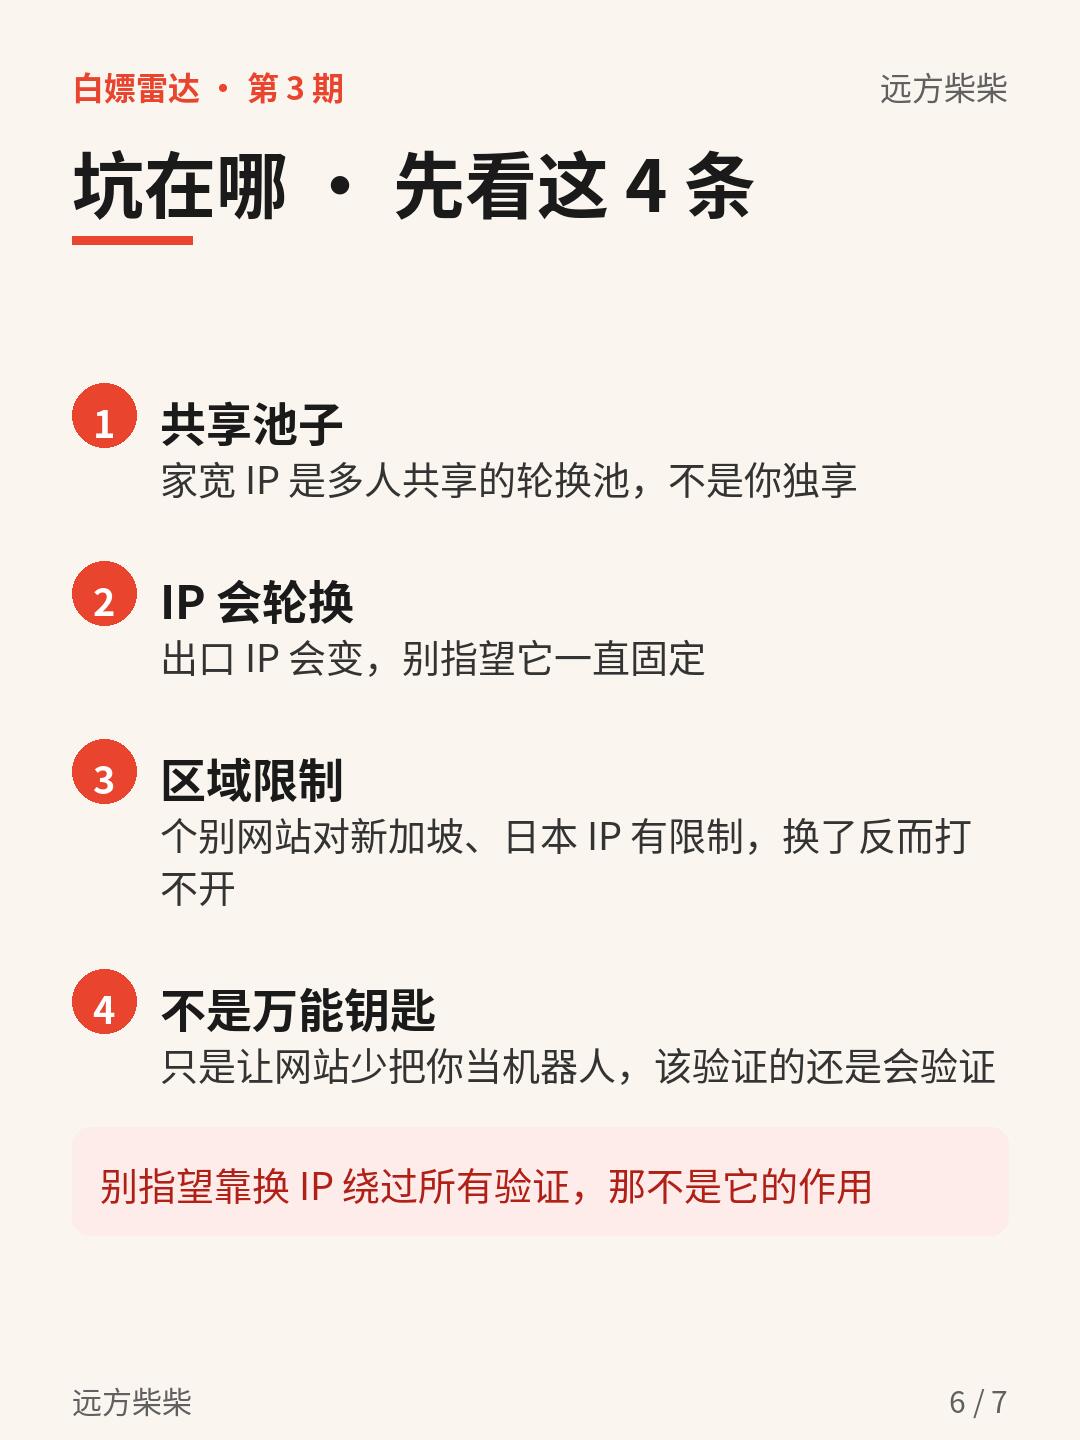 白嫖雷达 · 第 3 期
远方柴柴
坑在哪 · 先看这 4 条
1
共享池子
家宽 IP 是多人共享的轮换池，不是你独享
2
IP 会轮换
出口 IP 会变，别指望它一直固定
3
区域限制
个别网站对新加坡、日本 IP 有限制，换了反而打
不开
4
不是万能钥匙
只是让网站少把你当机器人，该验证的还是会验证
别指望靠换 IP 绕过所有验证，那不是它的作用
远方柴柴
6 / 7